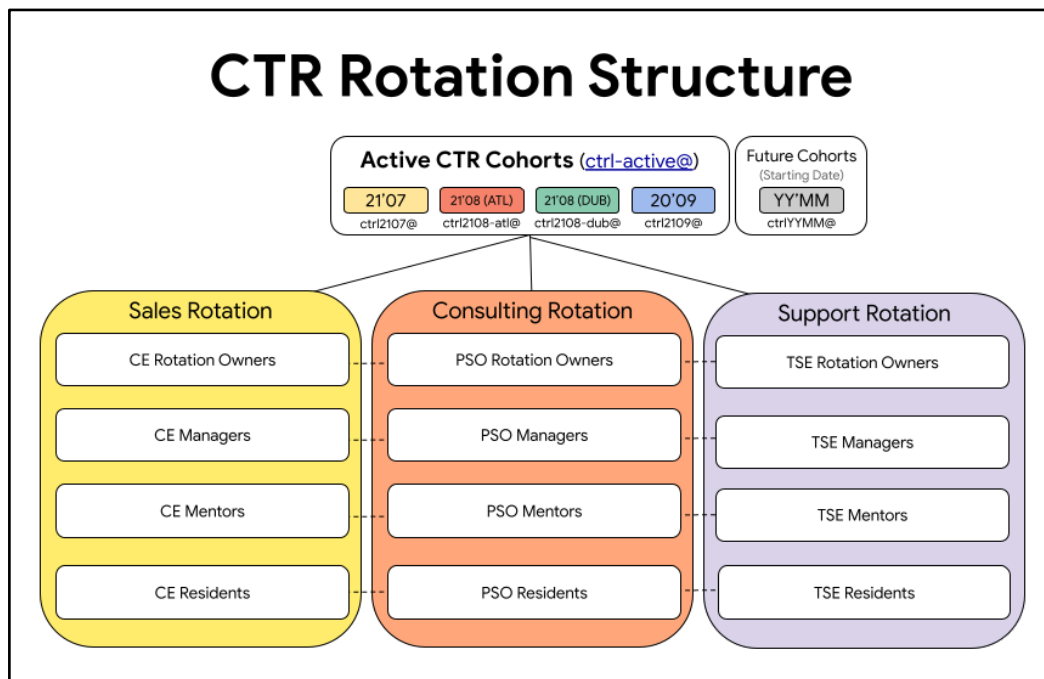 CTR Rotation Structure
Active CTR Cohorts (ctrl-active@)
21'07
21'08 (ATL)
21'08 (DUB)
20'09
ctrl2107@
ctrl2108-atl@
ctrl2108-dub@
ctrl2109@
Future Cohorts
(Starting Date)
YY'MM
ctrlYYMM@
Sales Rotation
CE Rotation Owners
CE Managers
CE Mentors
CE Residents
Consulting Rotation
PSO Rotation Owners
PSO Managers
PSO Mentors
PSO Residents
Support Rotation
TSE Rotation Owners
TSE Managers
TSE Mentors
TSE Residents